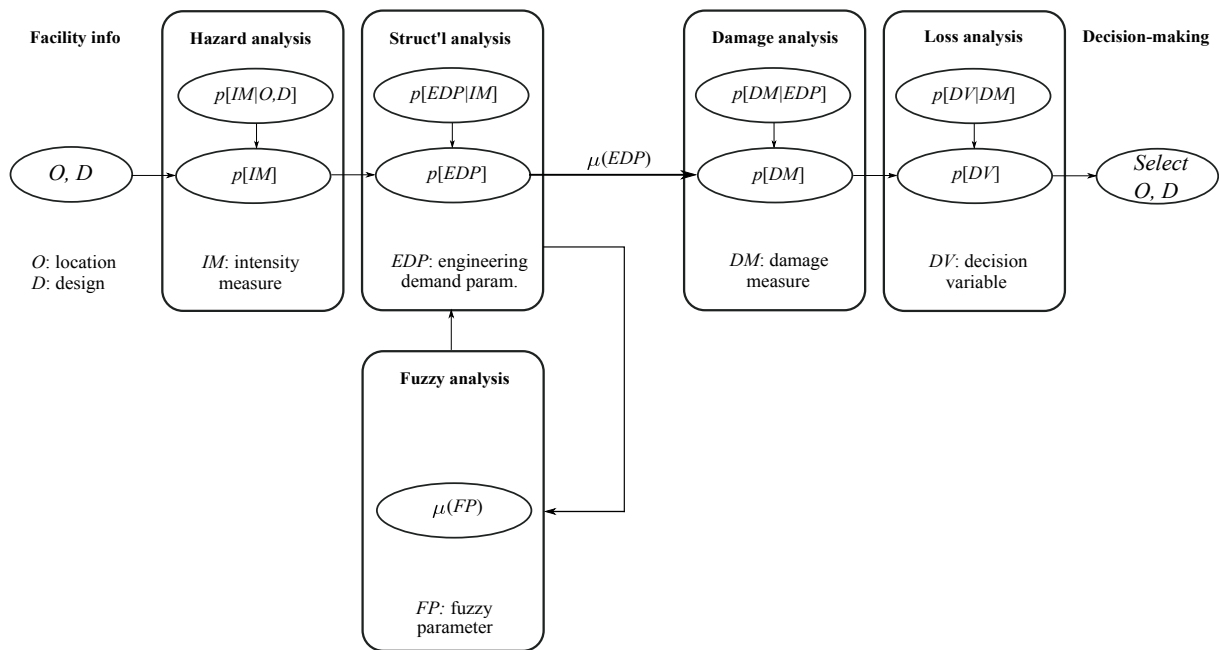 Facility info
Hazard analysis
Struct'l analysis
Damage analysis
Loss analysis
Decision-making
p[IM|O,D]
p[EDP|IM]
p[DM|EDP]
p[DV|DM]
O, D
p[IM]
p[EDP]
μ(EDP)
p[DM]
p[DV]
Select
O, D
O: location
D: design
IM: intensity
measure
EDP: engineering
demand param.
DM: damage
measure
DV: decision
variable
Fuzzy analysis
μ(FP)
FP: fuzzy
parameter